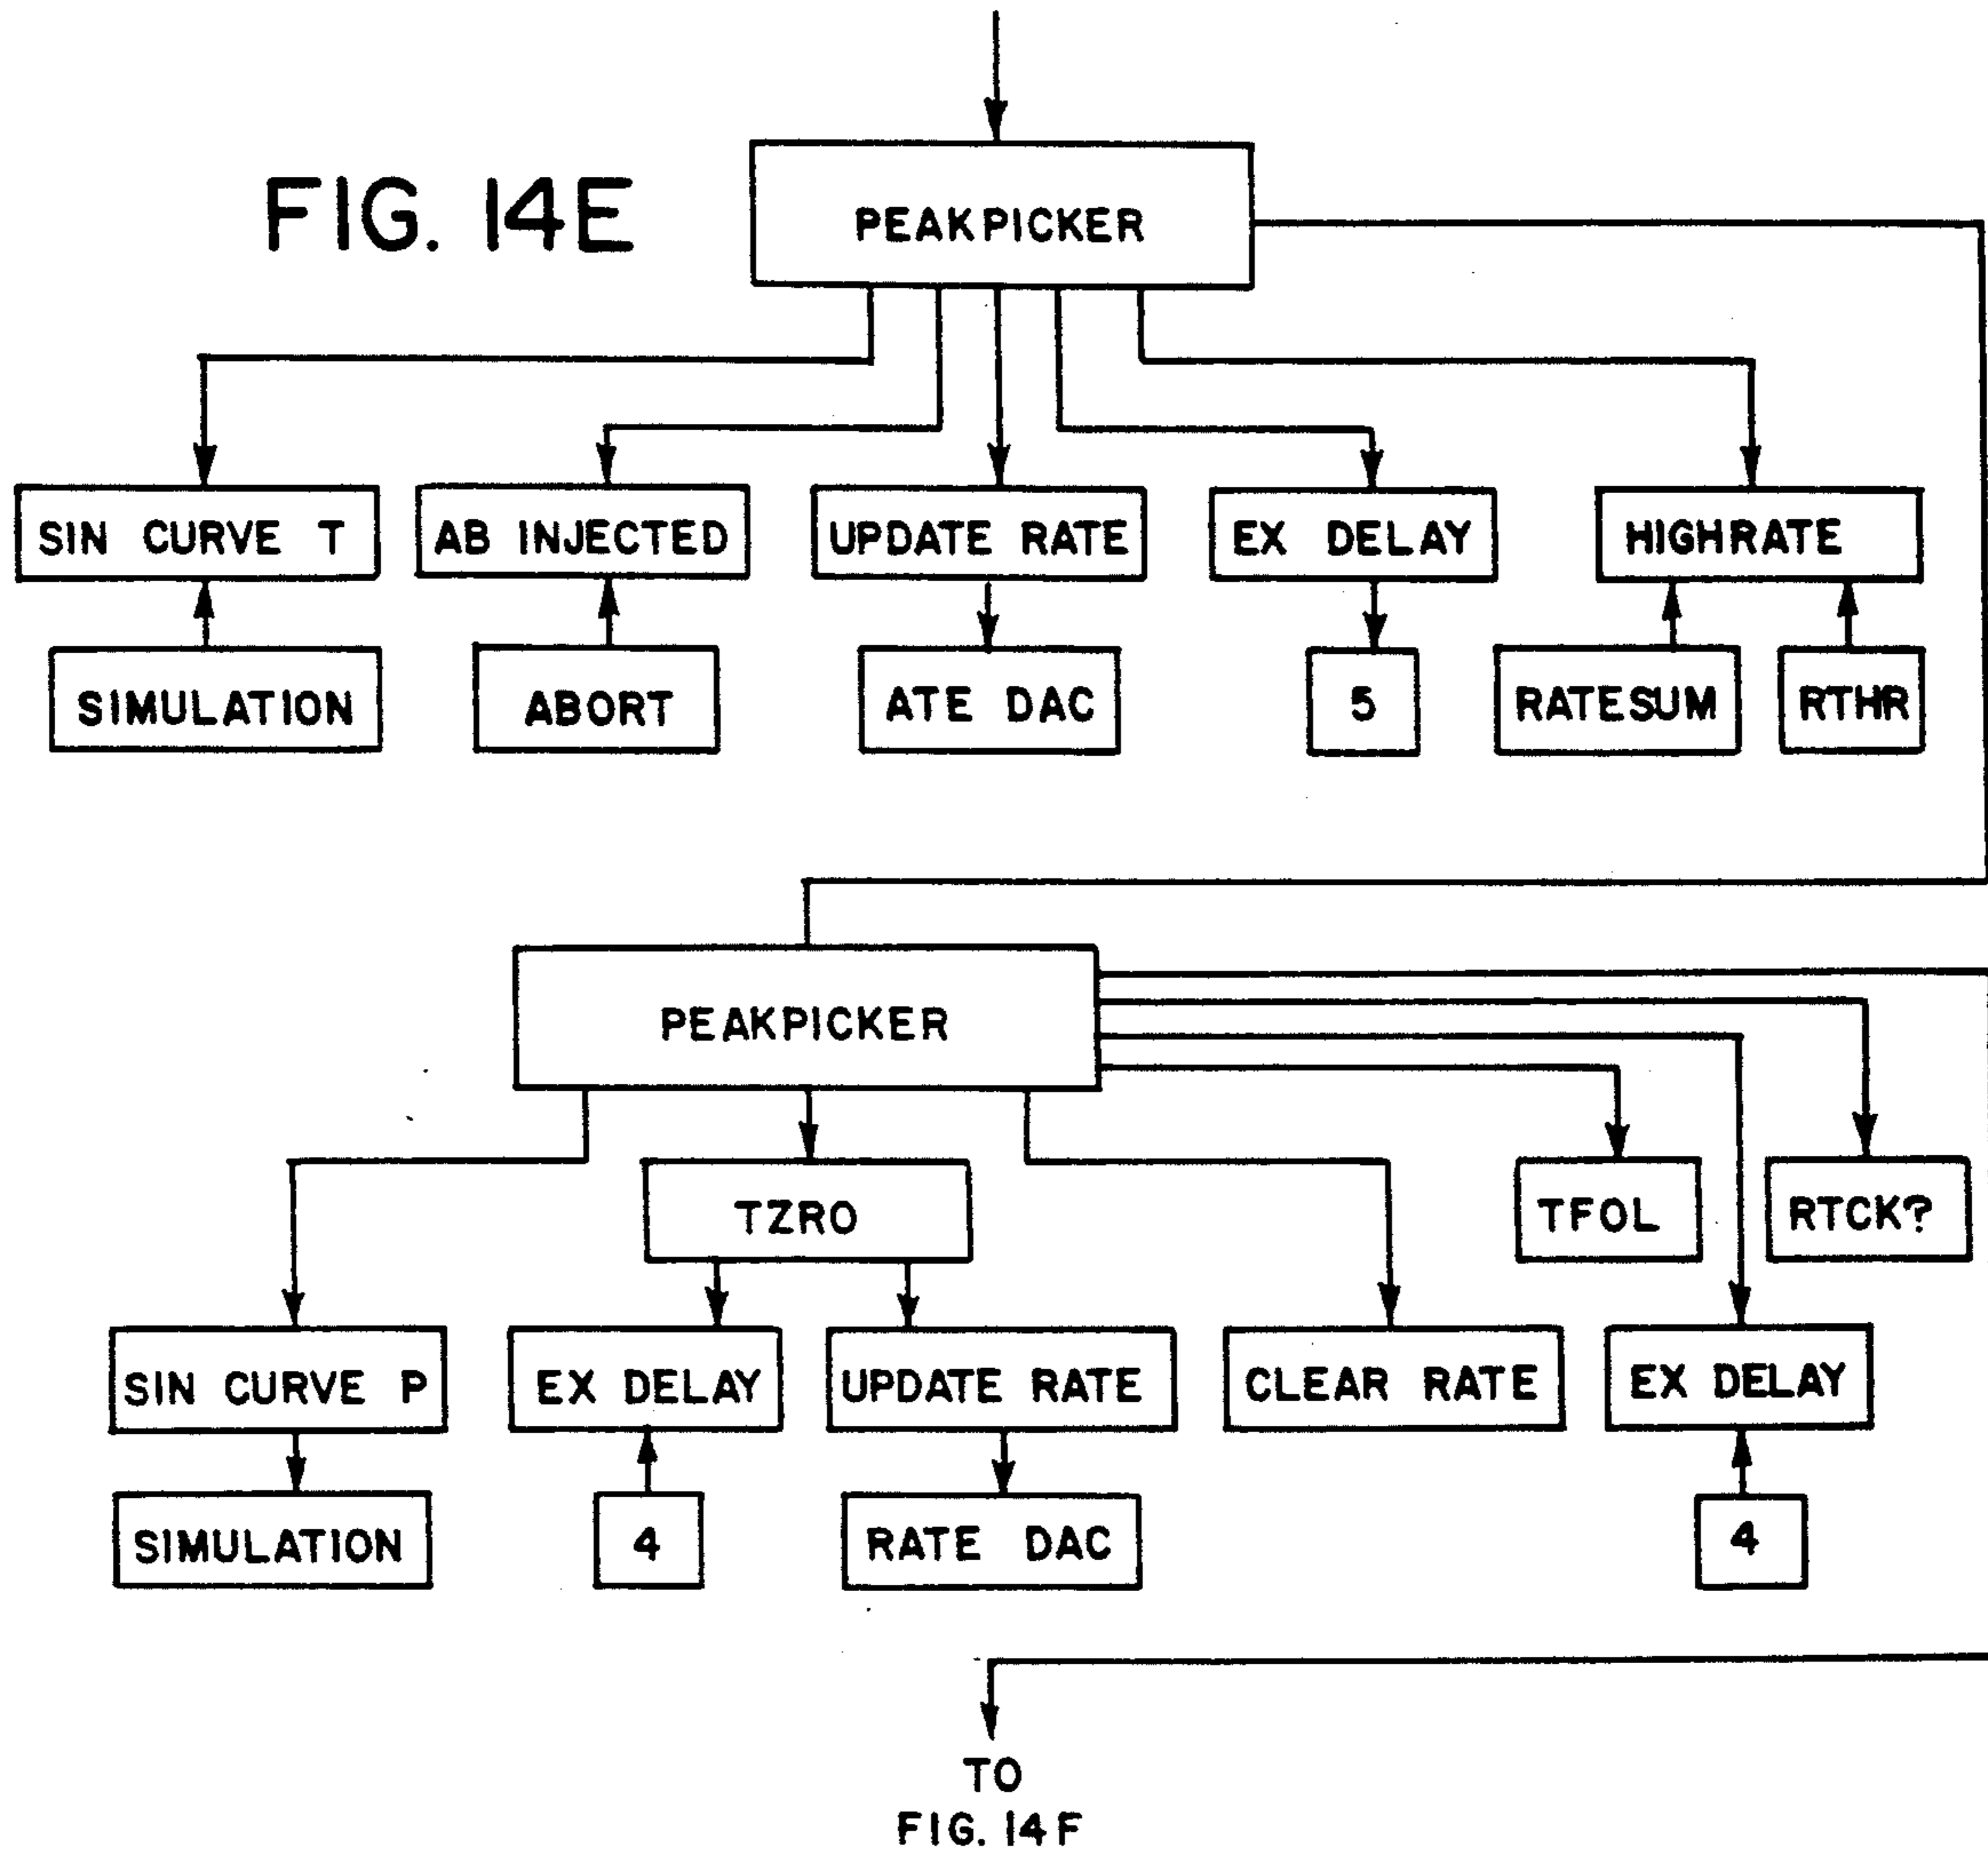 FIG. 14E
PEAKPICKER
SIN CURVE T
AB INJECTED
UPDATE RATE
EX DELAY
HIGHRATE
SIMULATION
ABORT
ATE DAC
5
RATESUM
RTHR
PEAKPICKER
TZRO
TFOL
RTCK?
SIN CURVE P
EX DELAY
UPDATE RATE
CLEAR RATE
EX DELAY
SIMULATION
4
RATE DAC
4
TO
FIG. 14F